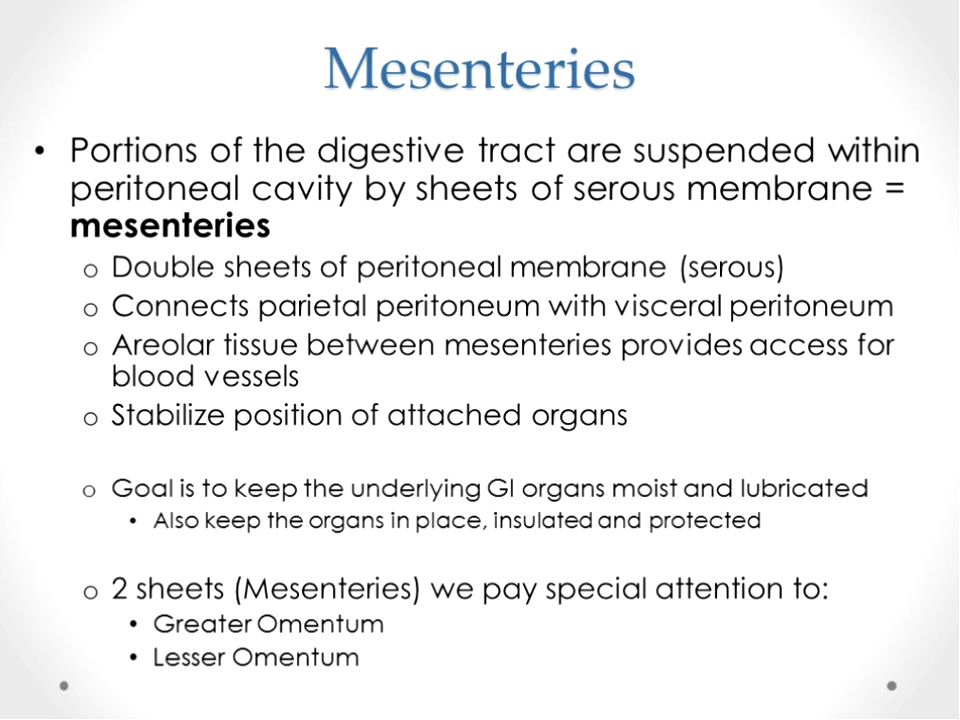 Mesenteries
• Portions of the digestive tract are suspended within
peritoneal cavity by sheets of serous membrane =
mesenteries
o Double sheets of peritoneal membrane (serous)
o Connects parietal peritoneum with visceral peritoneum
o Areolar tissue between mesenteries provides access for
blood vessels
o Stabilize position of attached organs
o Goal is to keep the underlying GI organs moist and lubricated
• Also keep the organs in place, insulated and protected
o 2 sheets (Mesenteries) we pay special attention to:
• Greater Omentum
• Lesser Omentum